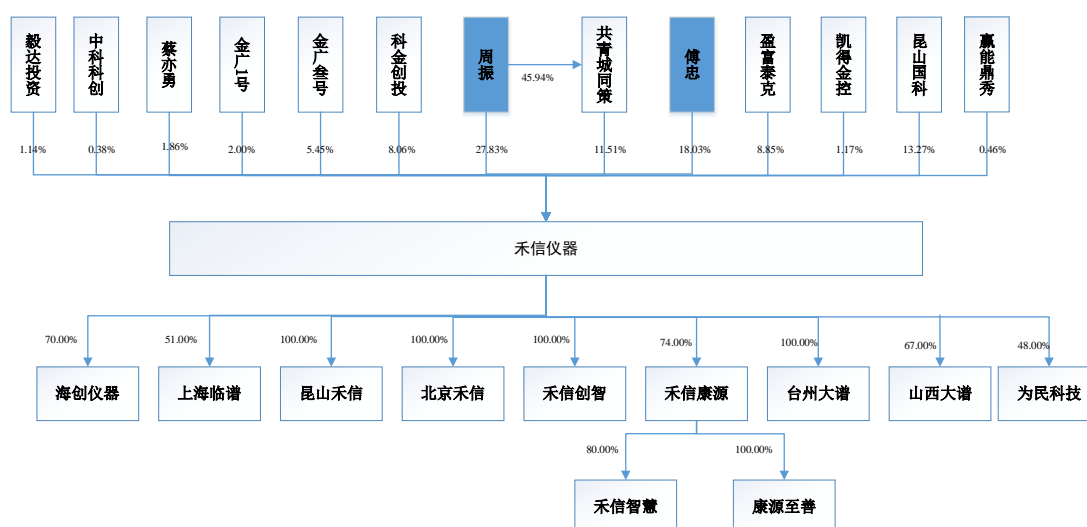 毅达投资
中科科创
蔡亦勇
金广1号
金广叁号
科金创投
周振
45.94%
共青城同策
傅忠
盈富泰克
凯得金控
昆山国科
赢能鼎秀
1.14%
0.38%
1.86%
2.00%
5.45%
8.06%
27.83%
11.51%
18.03%
8.85%
1.17%
13.27%
0.46%
禾信仪器
70.00%
51.00%
100.00%
100.00%
100.00%
74.00%
100.00%
67.00%
48.00%
海创仪器
上海临谱
昆山禾信
北京禾信
禾信创智
禾信康源
台州大谱
山西大谱
为民科技
80.00%
100.00%
禾信智慧
康源至善